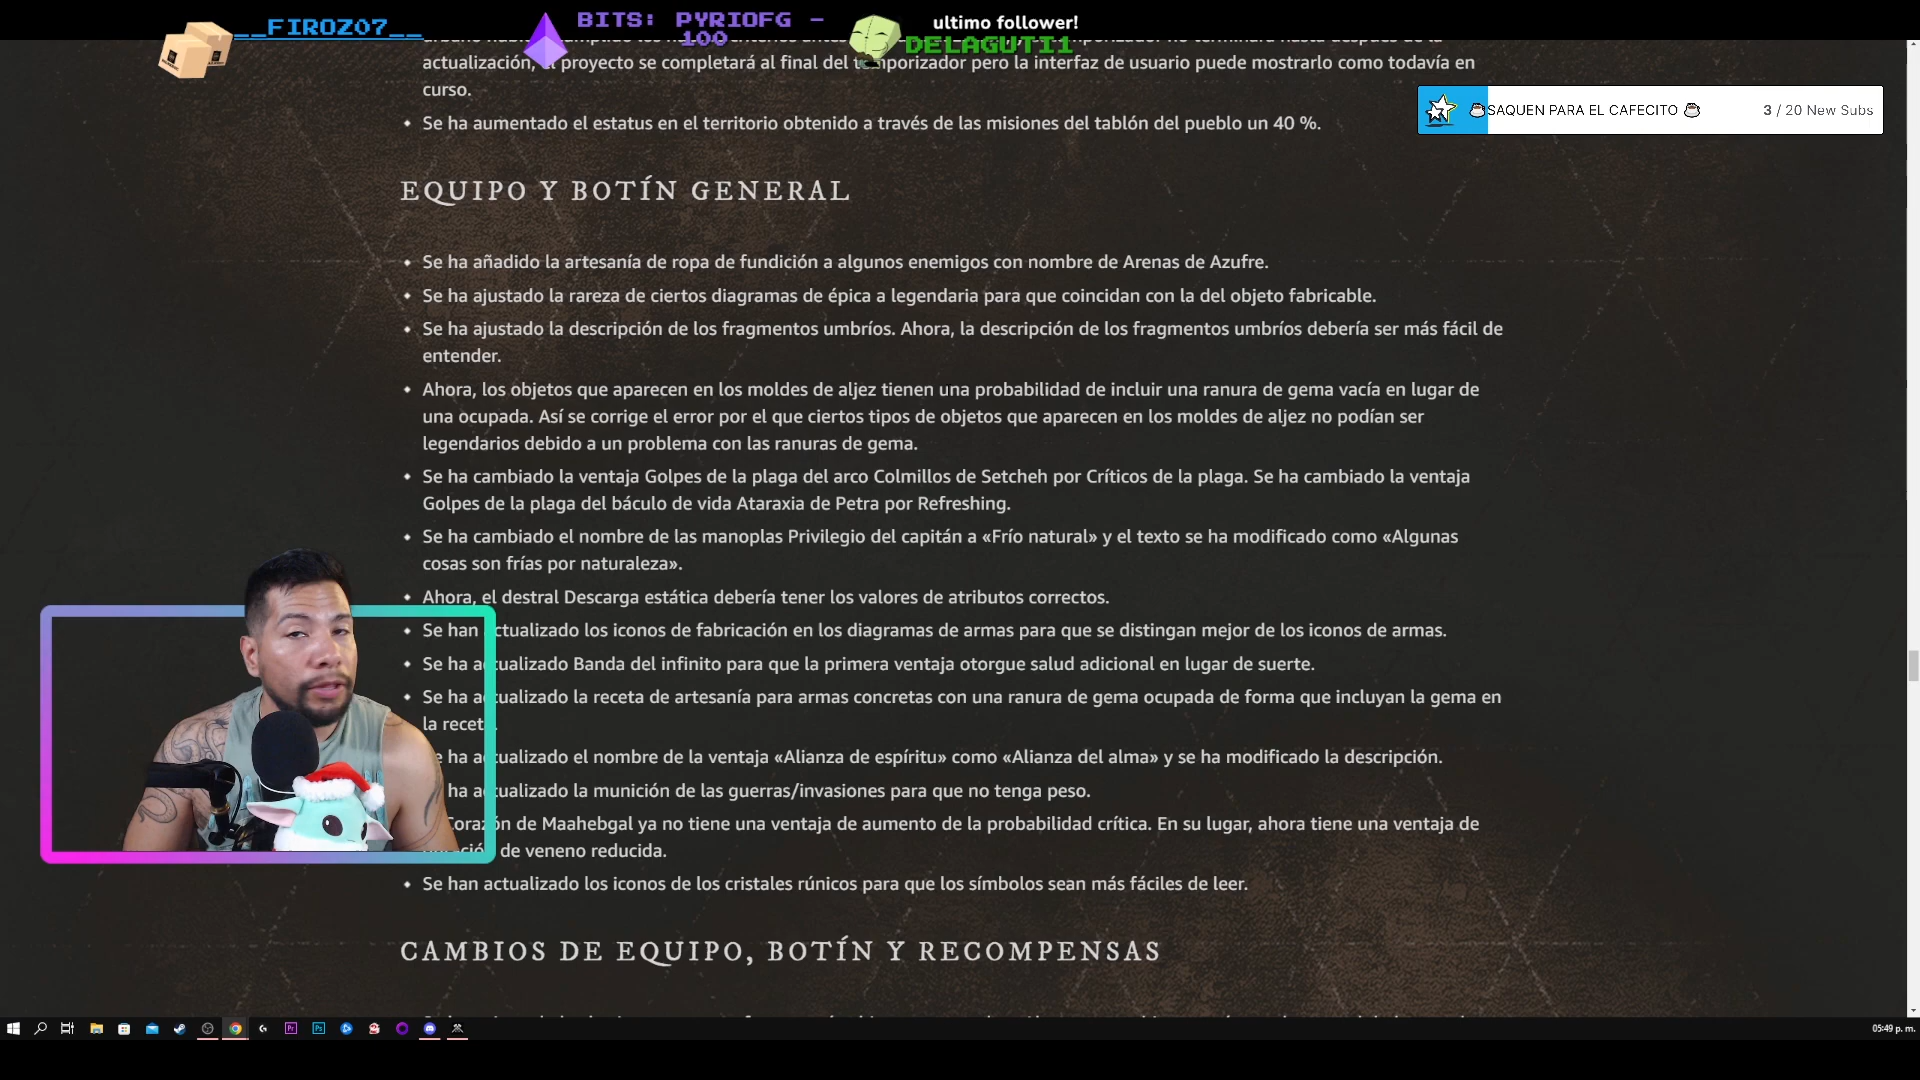 __FIROZ07__
BITS: PYRIOFG -
100
ultimo follower!
DELAGUTI1
actualización, proyecto se completará al final del temporizador pero la interfaz de usuario puede mostrarlo como todavía en
curso.
SAQUEN PARA EL CAFECITO
3 / 20 New Subs
• Se ha aumentado el estatus en el territorio obtenido a través de las misiones del tablón del pueblo un 40 %.
EQUIPO Y BOTÍN GENERAL
• Se ha añadido la artesanía de ropa de fundición a algunos enemigos con nombre de Arenas de Azufre.
• Se ha ajustado la rareza de ciertos diagramas de épica a legendaria para que coincidan con la del objeto fabricable.
• Se ha ajustado la descripción de los fragmentos umbríos. Ahora, la descripción de los fragmentos umbríos debería ser más fácil de
entender.
• Ahora, los objetos que aparecen en los moldes de aljez tienen una probabilidad de incluir una ranura de gema vacía en lugar de
una ocupada. Así se corrige el error por el que ciertos tipos de objetos que aparecen en los moldes de aljez no podían ser
legendarios debido a un problema con las ranuras de gema.
• Se ha cambiado la ventaja Golpes de la plaga del arco Colmillos de Setcheh por Críticos de la plaga. Se ha cambiado la ventaja
Golpes de la plaga del báculo de vida Ataraxia de Petra por Refreshing.
• Se ha cambiado el nombre de las manoplas Privilegio del capitán a «Frío natural» y el texto se ha modificado como «Algunas
cosas son frías por naturaleza».
• Ahora, el destral Descarga estática debería tener los valores de atributos correctos.
• Se han actualizado los iconos de fabricación en los diagramas de armas para que se distingan mejor de los iconos de armas.
• Se ha actualizado Banda del infinito para que la primera ventaja otorgue salud adicional en lugar de suerte.
• Se ha actualizado la receta de artesanía para armas concretas con una ranura de gema ocupada de forma que incluyan la gema en
la receta.
ha actualizado el nombre de la ventaja «Alianza de espíritu» como «Alianza del alma» y se ha modificado la descripción.
ha actualizado la munición de las guerras/invasiones para que no tenga peso.
Corazón de Maahebgal ya no tiene una ventaja de aumento de la probabilidad crítica. En su lugar, ahora tiene una ventaja de
de veneno reducida.
• Se han actualizado los iconos de los cristales rúnicos para que los símbolos sean más fáciles de leer.
CAMBIOS DE EQUIPO, BOTÍN Y RECOMPENSAS
05:49 p. m.